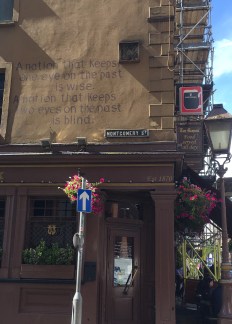 A nation that keeps
one eye on the past
is wise.
A nation that keeps
two eyes on the past
is blind.
MONTGOMERY ST